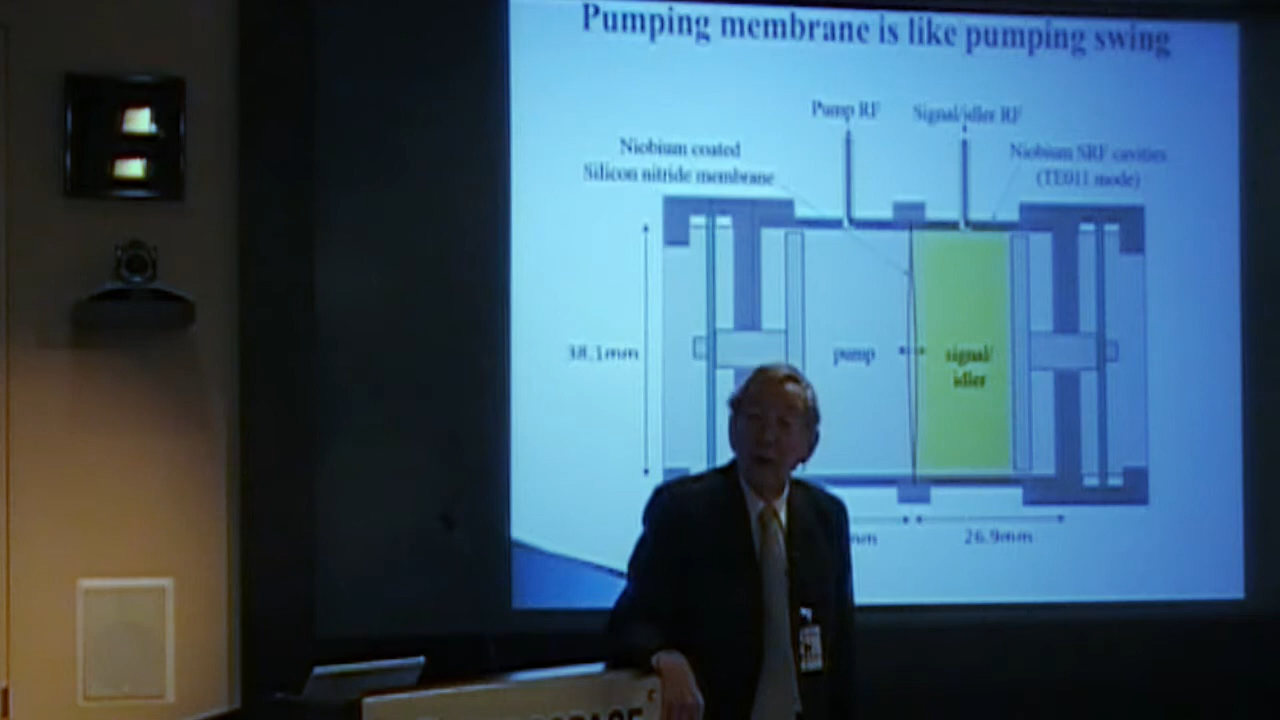 Pumping membrane is like pumping swing
Pump RF
Signal/idler RF
Niobium coated
Silicon nitride membrane
Niobium SRF cavities
(TE011 mode)
38.1mm
pump
signal/
idler
26.9mm